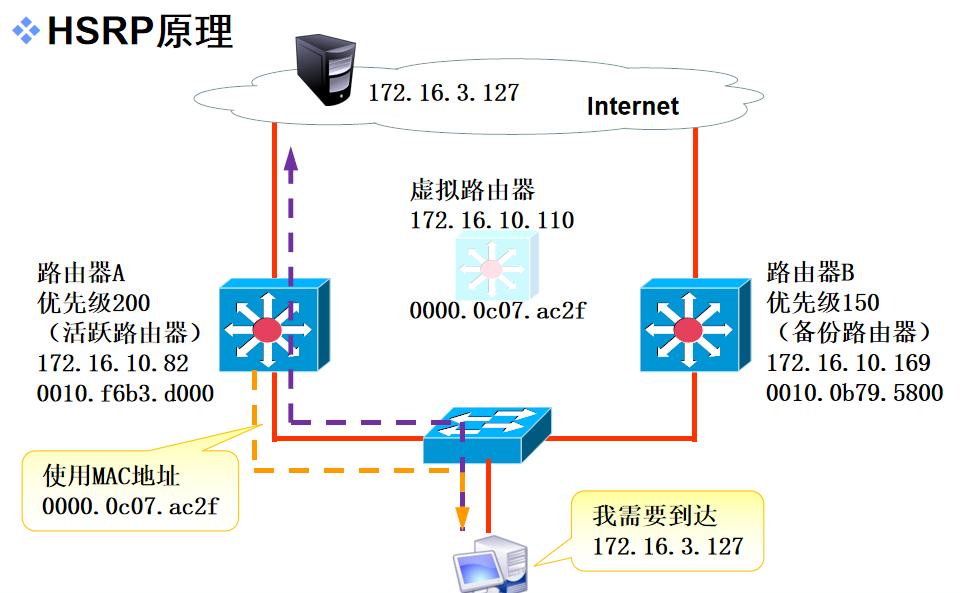 HSRP原理
172.16.3.127
Internet
虚拟路由器
172.16.10.110
0000.0c07.ac2f
路由器A
优先级200
（活跃路由器）
172.16.10.82
0010.f6b3.d000
路由器B
优先级150
（备份路由器）
172.16.10.169
0010.0b79.5800
使用MAC地址
0000.0c07.ac2f
我需要到达
172.16.3.127